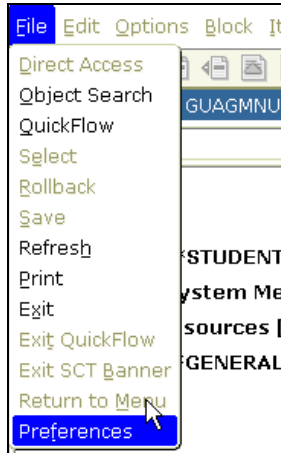 File Edit Options Block It
Direct Access
Object Search
GUAGMNU
QuickFlow
Select
Rollback
Save
Refresh
*STUDENT
Print
ystem Me
Exit
sources [
Exit QuickFlow
*GENERAL
Exit SCT Banner
Return to Menu
Preferences